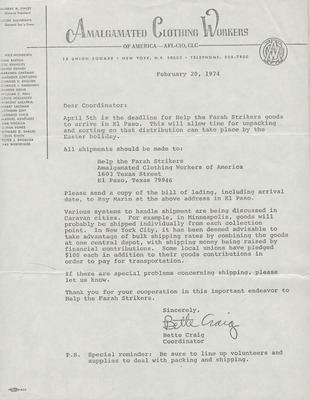 AMALGAMATED CLOTHING WORKERS
OF AMERICA — AFL-CIO, CLC
15 UNION SQUARE • NEW YORK, N.Y. 10003 • TELEPHONE: 255-7800
MURRAY H. FINLEY
General President
General Sec'y-Treas.
VICE PRESIDENTS
February 20, 1974
Dear Coordinator:
April 5th is the deadline for Help the Farah Strikers goods
to arrive in El Paso. This will allow time for unpacking
and sorting so that distribution can take place by the
Easter holiday.
All shipments should be made to:
Help the Farah Strikers
Amalgamated Clothing Workers of America
1603 Texas Street
El Paso, Texas 79946
Please send a copy of the bill of lading, including arrival
date, to Roy Marin at the above address in El Paso.
Various systems to handle shipment are being discussed in
Caravan cities. For example, in Minneapolis, goods will
probably be shipped individually from each collection
point. In New York City, it has been deemed advisable to
take advantage of bulk shipping rates by combining the goods
at one central depot, with shipping money being raised by
financial contributions. Some local unions have pledged
$100 each in addition to their goods contributions in
order to pay for transportation.
If there are special problems concerning shipping, please
let us know.
Thank you for your cooperation in this important endeavor to
Help the Farah Strikers.
Sincerely,
Bette Craig
Bette Craig
Coordinator
P.S. Special reminder: Be sure to line up volunteers and
supplies to deal with packing and shipping.